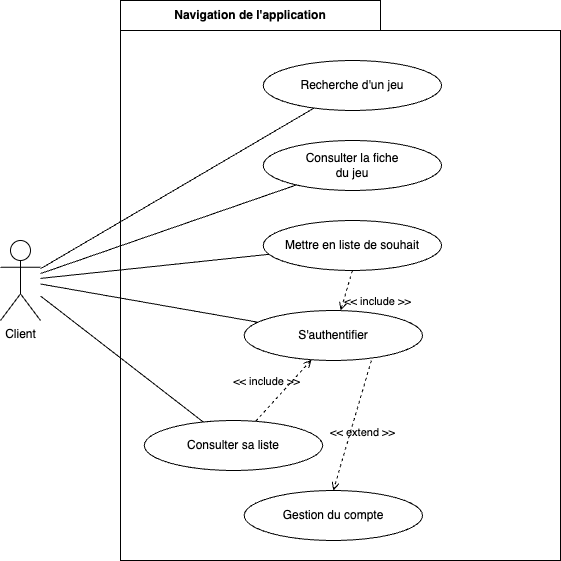 Navigation de l'application
Recherche d'un jeu
Consulter la fiche
du jeu
Mettre en liste de souhait
<< include >>
Client
S'authentifier
<< include >>
<< extend >>
Consulter sa liste
Gestion du compte